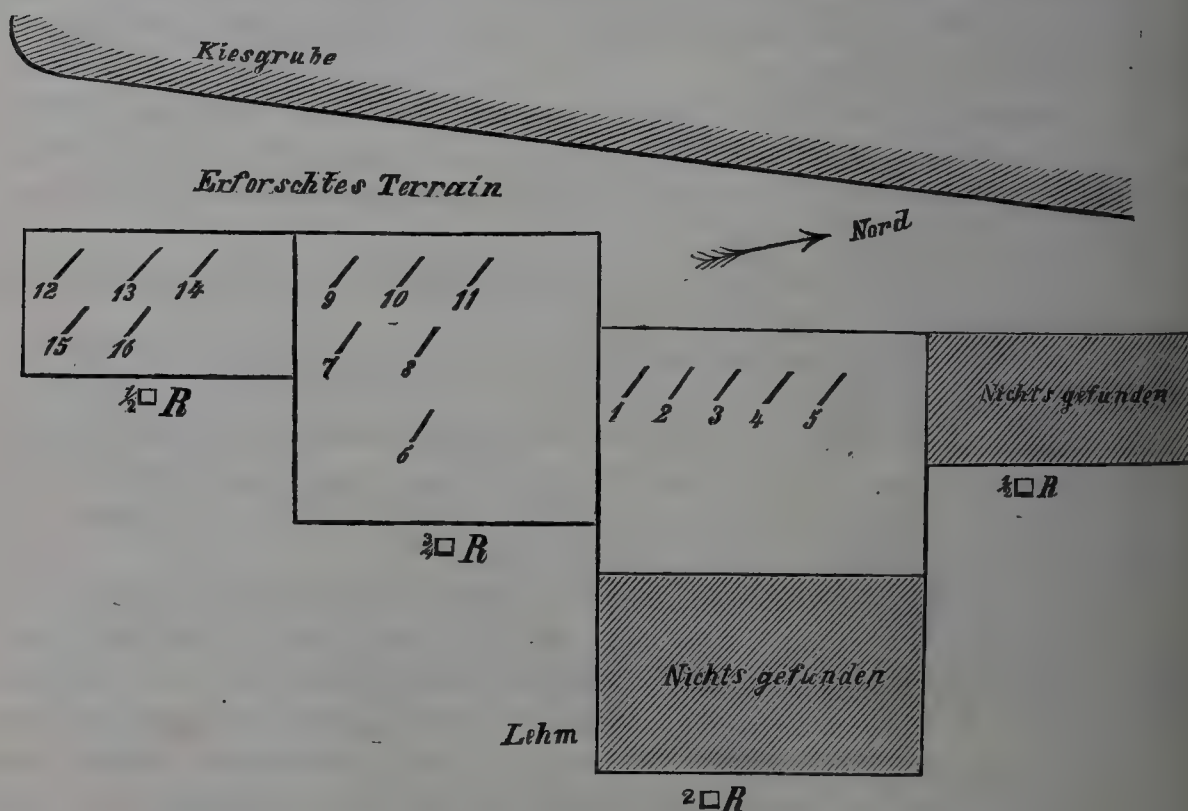 Kiesgrube
Erforschtes Terrain
Nord
12 13 14
15 16
½□ R
9 10 11
7 8
6
¾□ R
1 2 3 4 5
Nichts gefunden
½□ R
Nichts gefunden
Lehm
2□ R